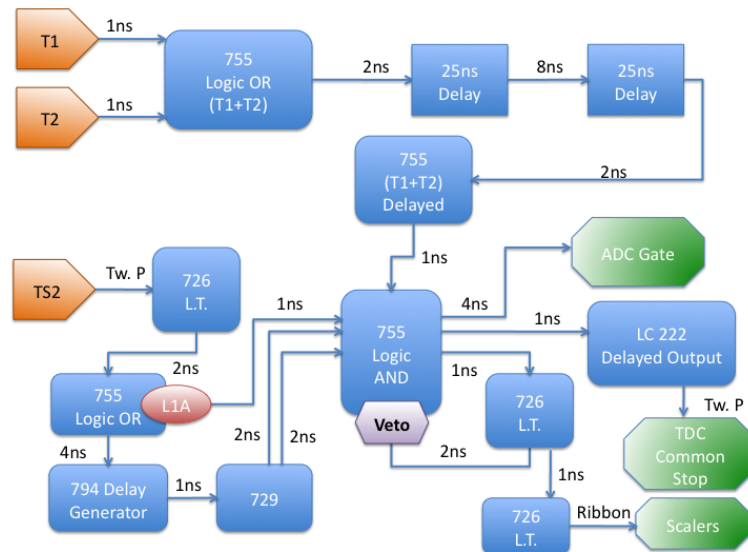 T1
1ns
T2
1ns
755
Logic OR
(T1+T2)
2ns
25ns
Delay
8ns
25ns
Delay
2ns
755
(T1+T2)
Delayed
1ns
TS2
Tw. P
726
L.T.
2ns
755
Logic OR
L1A
1ns
4ns
794 Delay
Generator
1ns
729
2ns
2ns
755
Logic
AND
Veto
4ns
ADC Gate
1ns
LC 222
Delayed Output
Tw. P
TDC
Common
Stop
1ns
726
L.T.
2ns
1ns
726
L.T.
Ribbon
Scalers